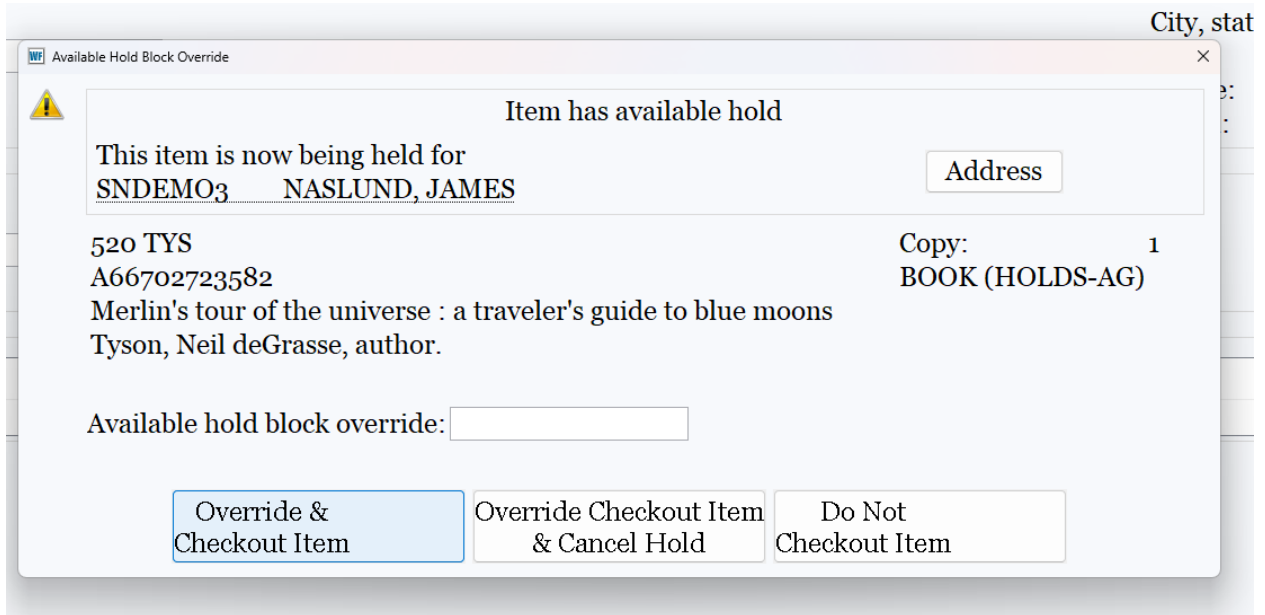 City, stat
WF Available Hold Block Override
e:
:
Item has available hold
This item is now being held for
SNDEMO3 NASLUND, JAMES
Address
520 TYS
Copy: 1
A66702723582
BOOK (HOLDS-AG)
Merlin's tour of the universe : a traveler's guide to blue moons
Tyson, Neil deGrasse, author.
Available hold block override:
Override &
Checkout Item
Override Checkout Item
& Cancel Hold
Do Not
Checkout Item